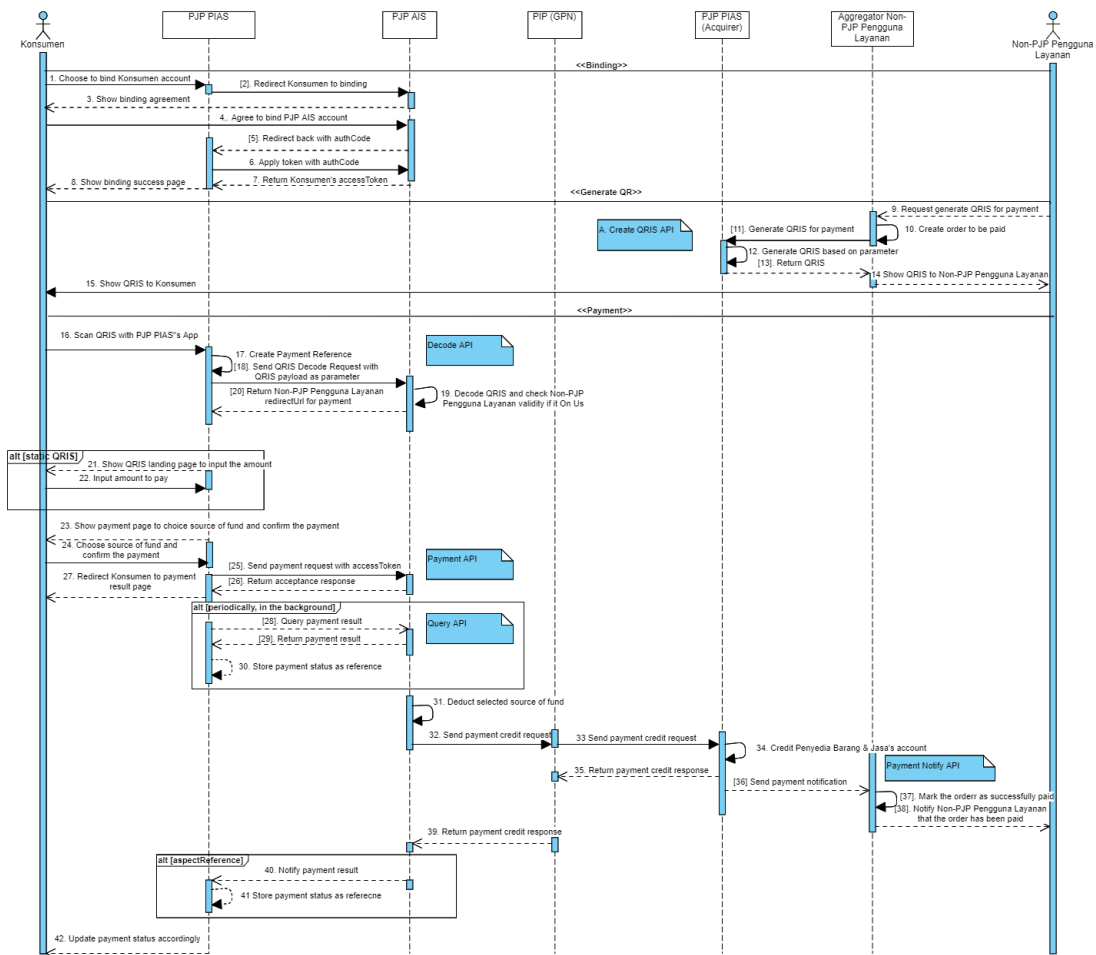 PJP PIAS
PJP AIS
PIP (GPN)
PJP PIAS
(Acquirer)
Aggregator Non-
PJP Pengguna
Layanan
Konsumen
Non-PJP Pengguna
Layanan
<<Binding>>
1. Choose to bind Konsumen account
[2]. Redirect Konsumen to binding
3. Show binding agreement
4,. Agree to bind PJP AIS account
[5]. Redirect back with authCode
6. Apply token with authCode
7. Return Konsumen's accessToken
8. Show binding success page
<<Generate QR>>
9. Request generate QRIS for payment
A. Create QRIS API
10. Create order to be paid
[11]. Generate QRIS for payment
12. Generate QRIS based on parameter
[13]. Return QRIS
14 Show QRIS to Non-PJP Pengguna Layanan
15. Show QRIS to Konsumen
<<Payment>>
16. Scan QRIS with PJP PIAS"s App
Decode API
17. Create Payment Reference
[18]. Send QRIS Decode Request with
QRIS payload as parameter
19. Decode QRIS and check Non-PJP
Pengguna Layanan validity if it On Us
[20] Return Non-PJP Pengguna Layanan
redirectUrl for payment
alt [static QRIS]
21. Show QRIS landing page to input the amount
22. Input amount to pay
23. Show payment page to choice source of fund and confirm the payment
24. Choose source of fund and
confirm the payment
Payment API
[25]. Send payment request with accessToken
[26]. Return acceptance response
27. Redirect Konsumen to payment
result page
alt [periodically, in the background]
[28]. Query payment result
Query API
[29]. Return payment result
30. Store payment status as reference
31. Deduct selected source of fund
32. Send payment credit request
33 Send payment credit request
34. Credit Penyedia Barang & Jasa's account
35. Return payment credit response
Payment Notify API
[36] Send payment notification
[37]. Mark the orderr as successfully paid
[38]. Notify Non-PJP Pengguna Layanan
that the order has been paid
39. Return payment credit response
alt [aspectReference]
40. Notify payment result
41 Store payment status as referecne
42. Update payment status accordingly